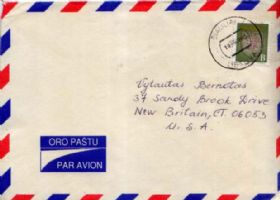 B
Vytautas Bernotas
37 Sandy Brook Drive
New Britain, CT 06053
U.S.A.
ORO PAŠTU
PAR AVION